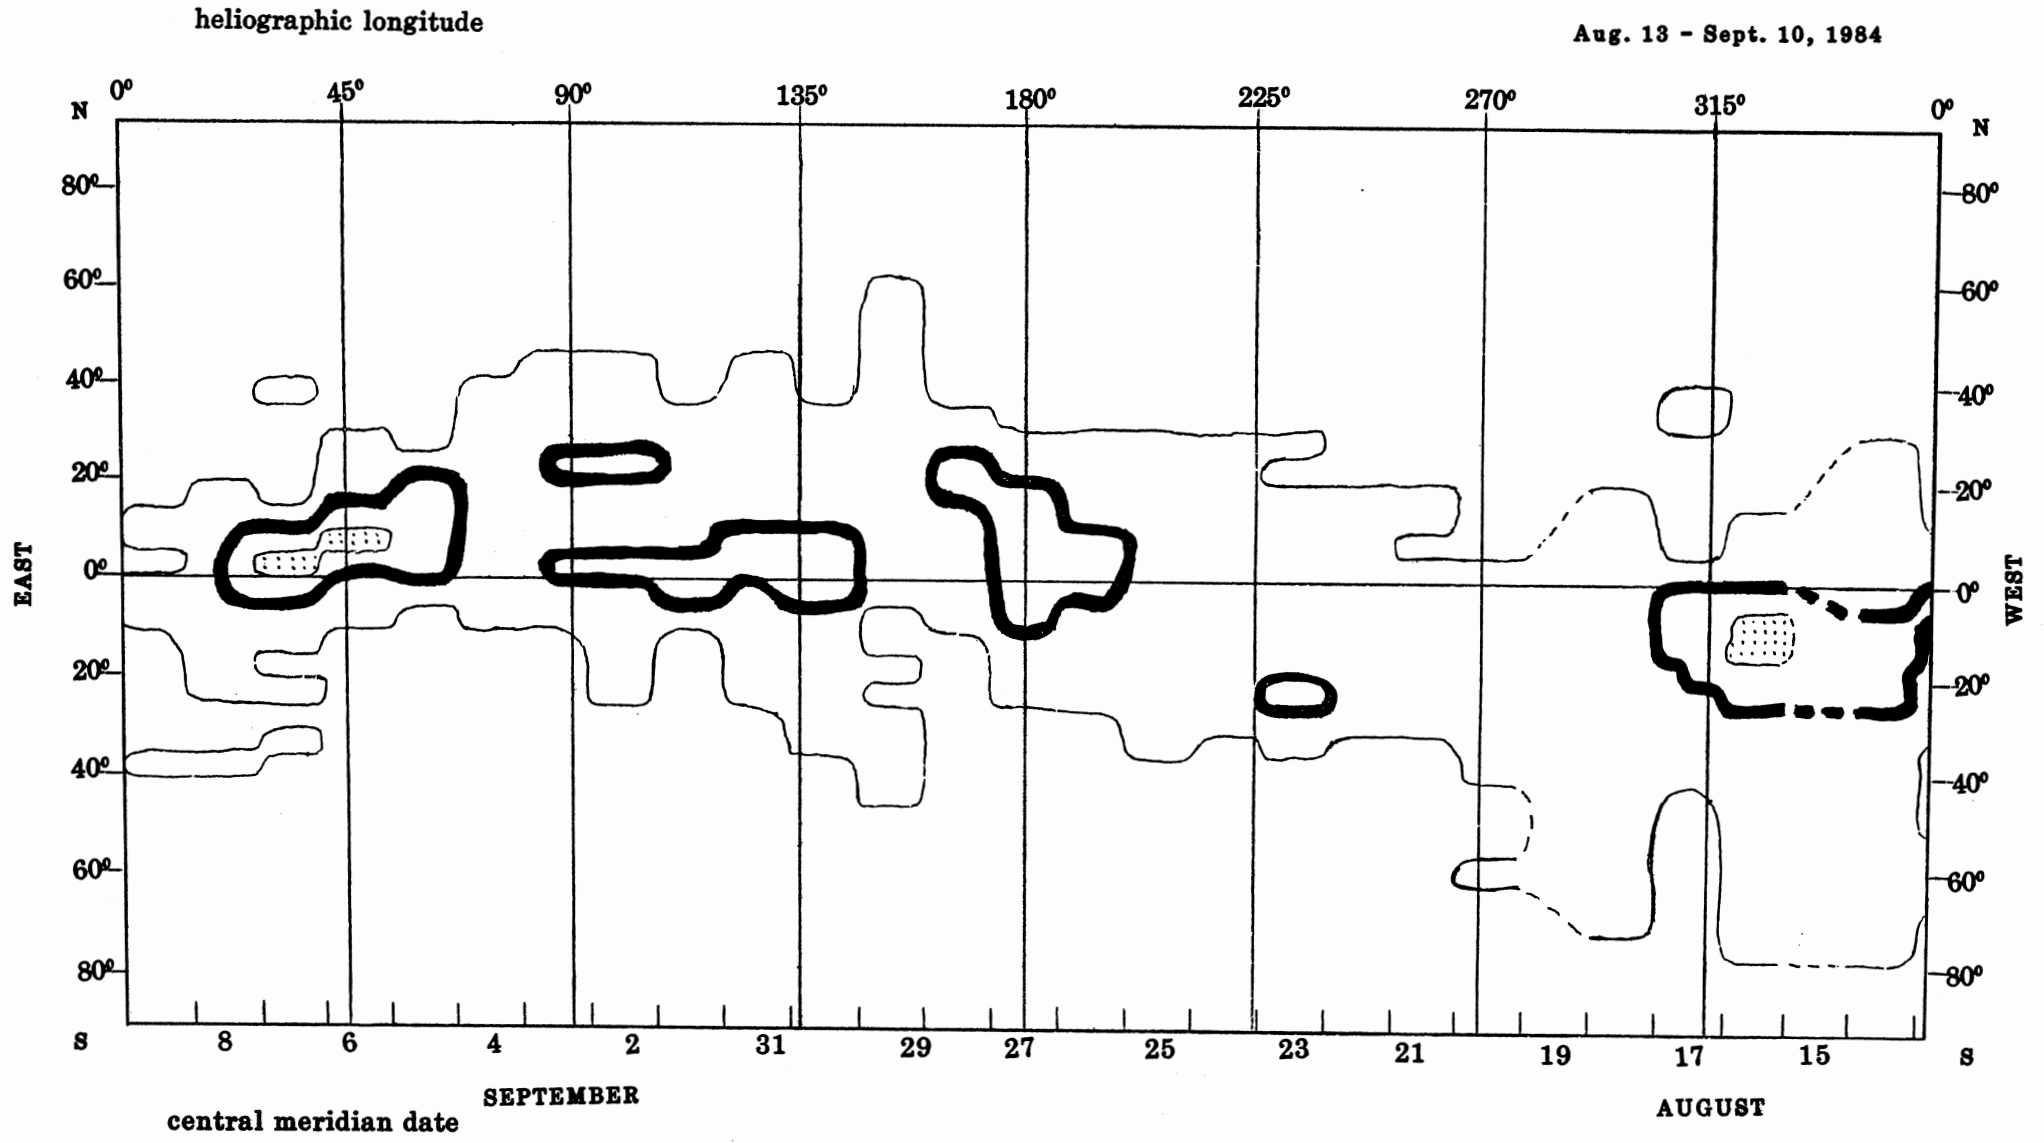 heliographic longitude
Aug. 13 - Sept. 10, 1984
0° 45° 90° 135° 180° 225° 270° 315° 0°
N N
80° 80°
60° 60°
40° 40°
20° 20°
0° 0°
EAST WEST
20° 20°
40° 40°
60° 60°
80° 80°
S 8 6 4 2 31 29 27 25 23 21 19 17 15 S
SEPTEMBER AUGUST
central meridian date